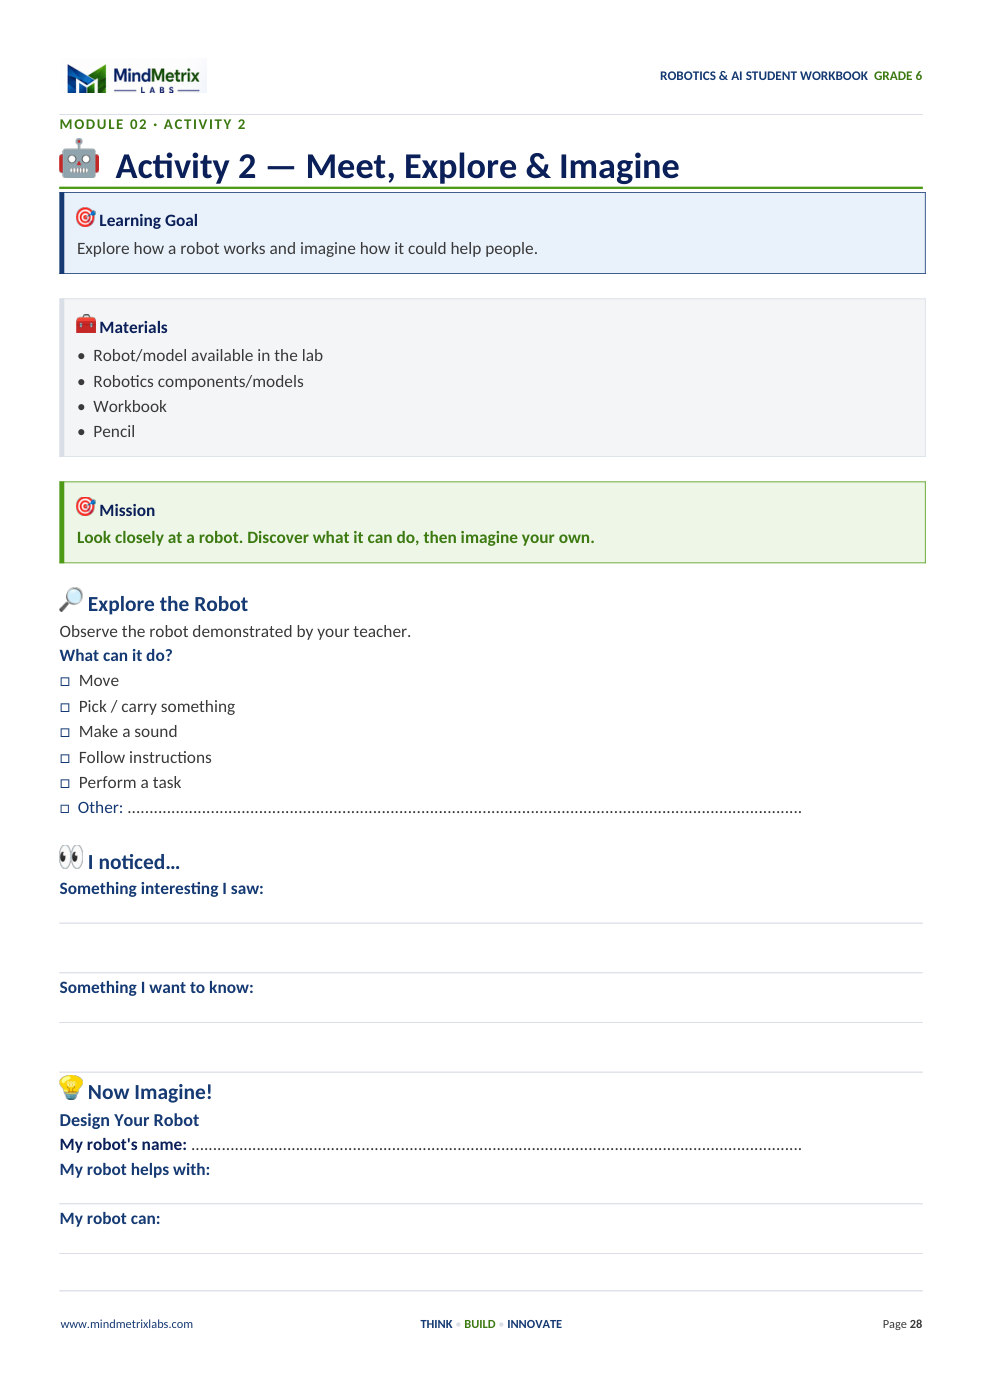 MindMetrix
LABS
ROBOTICS & AI STUDENT WORKBOOK GRADE 6
MODULE 02 · ACTIVITY 2
Activity 2 — Meet, Explore & Imagine
Learning Goal
Explore how a robot works and imagine how it could help people.
Materials
• Robot/model available in the lab
• Robotics components/models
• Workbook
• Pencil
Mission
Look closely at a robot. Discover what it can do, then imagine your own.
Explore the Robot
Observe the robot demonstrated by your teacher.
What can it do?
□ Move
□ Pick / carry something
□ Make a sound
□ Follow instructions
□ Perform a task
□ Other: ....................................................................................................
I noticed...
Something interesting I saw:
Something I want to know:
Now Imagine!
Design Your Robot
My robot's name: ....................................................................................................
My robot helps with:
My robot can:
www.mindmetrixlabs.com THINK • BUILD • INNOVATE Page 28